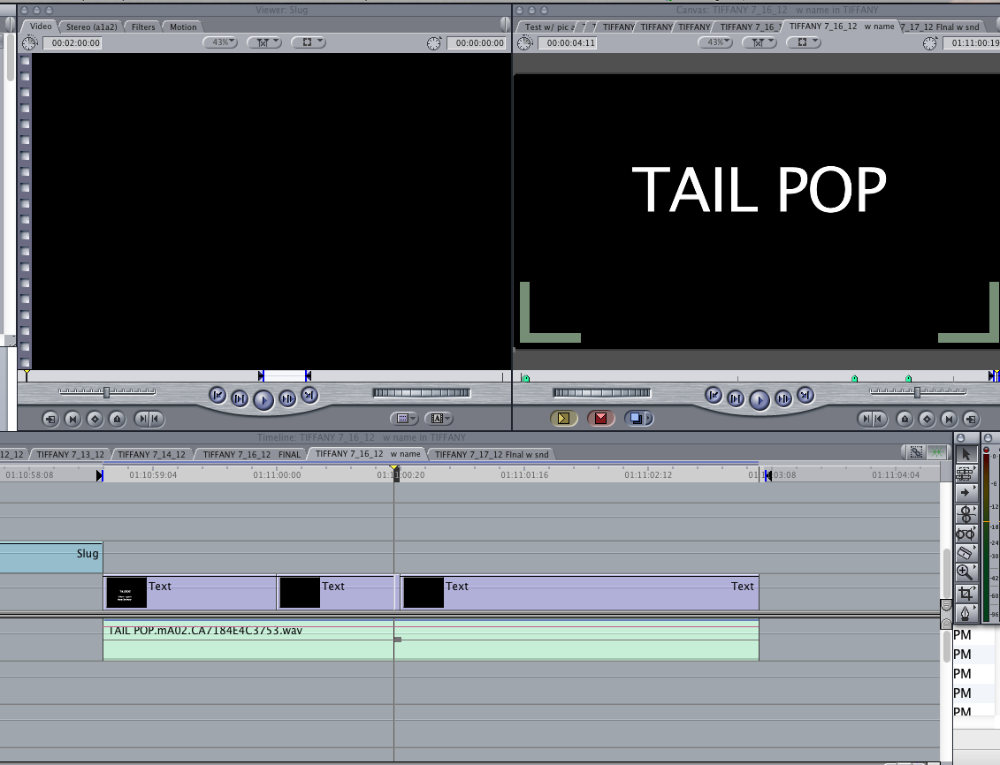 Viewer: Slug
Canvas: TIFFANY 7_16_12 w name in TIFFANY
Video Stereo (a1a2) Filters Motion
Test w/ pic 7 7 TIFFANY TIFFANY TIFFANY TIFFANY 7_16_ TIFFANY 7_16_12 w name 7_17_12 FInal w snd
00:02:00:00 43% 00:00:00:00
00:00:04:11 43% 01:11:00:19
TAIL POP
Timeline: TIFFANY 7_16_12 w name in TIFFANY
12_12 TIFFANY 7_13_12 TIFFANY 7_14_12 TIFFANY 7_16_12 FINAL TIFFANY 7_16_12 w name TIFFANY 7_17_12 FInal w snd
01:10:58:08 01:10:59:04 01:11:00:00 01:11:00:20 01:11:01:16 01:11:02:12 01:11:03:08 01:11:04:04
Slug
Text Text Text Text
TAIL POP.mA02.CA7184E4C3753.wav
-0
-6
-12
-18
-24
-30
-42
-60
-96
PM
PM
PM
PM
PM